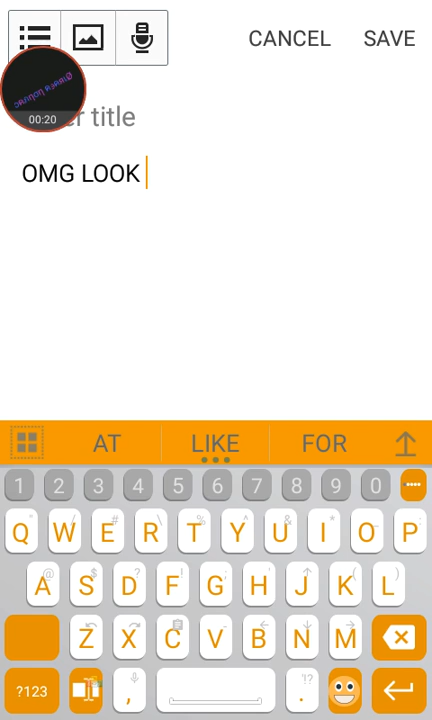 CANCEL SAVE
00:20
er title
OMG LOOK
AT LIKE FOR
1 2 3 4 5 6 7 8 9 0
Q W E R T Y U I O P
A S D F G H J K L
Z X C V B N M
?123 , .